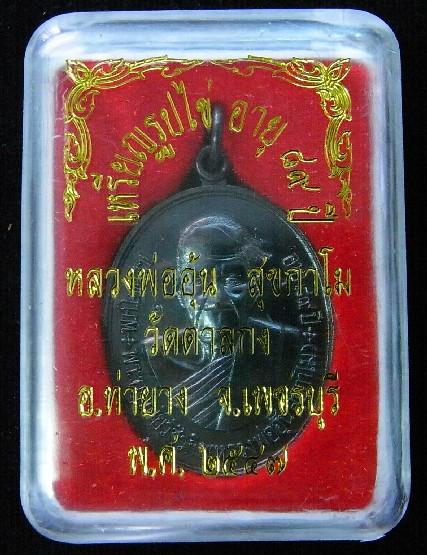 เหรียญรูปไข่ อายุ ๘๙ ปี
หลวงพ่ออุ้น สุขกาโม
วัดตาลกง
อ.ท่ายาง จ.เพชรบุรี
พ.ศ. ๒๕๔๗